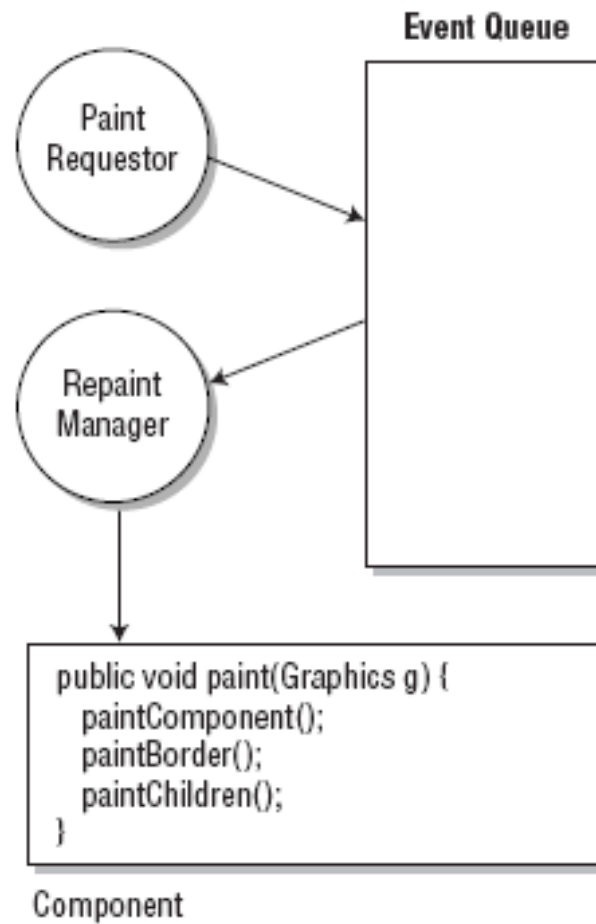 Event Queue
Paint
Requestor
Repaint
Manager
public void paint(Graphics g) {
paintComponent();
paintBorder();
paintChildren();
}
Component